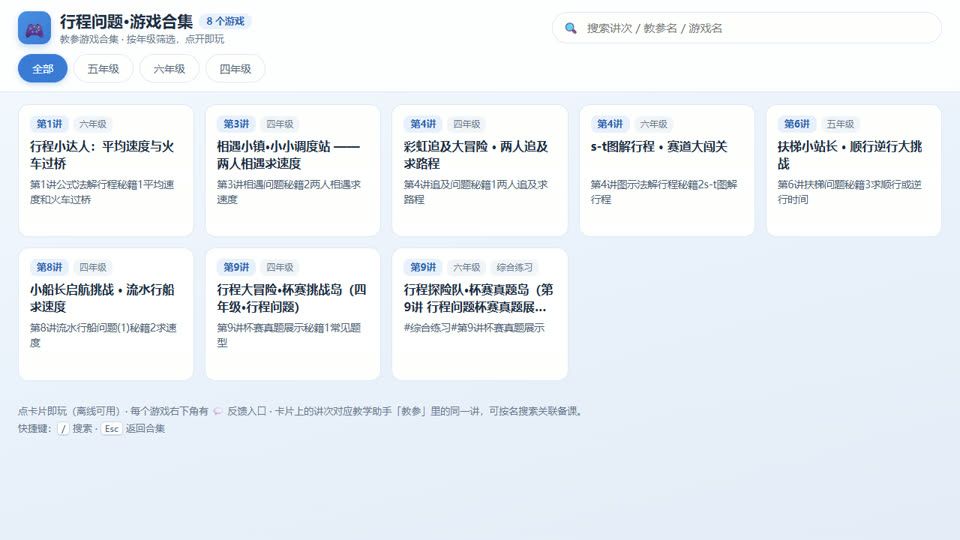 行程问题·游戏合集 8 个游戏
教参游戏合集 · 按年级筛选，点开即玩
搜索讲次 / 教参名 / 游戏名
全部 五年级 六年级 四年级
第1讲 六年级
行程小达人：平均速度与火
车过桥
第1讲公式法解行程秘籍1平均速
度和火车过桥
第3讲 四年级
相遇小镇·小小调度站 ——
两人相遇求速度
第3讲相遇问题秘籍2两人相遇求
速度
第4讲 四年级
彩虹追及大冒险 · 两人追及
求路程
第4讲追及问题秘籍1两人追及求
路程
第4讲 六年级
s-t图解行程 · 赛道大闯关
第4讲图示法解行程秘籍2s-t图解
行程
第6讲 五年级
扶梯小站长 · 顺行逆行大挑
战
第6讲扶梯问题秘籍3求顺行或逆
行时间
第8讲 四年级
小船长启航挑战 · 流水行船
求速度
第8讲流水行船问题(1)秘籍2求速
度
第9讲 四年级
行程大冒险·杯赛挑战岛（四
年级·行程问题）
第9讲杯赛真题展示秘籍1常见题
型
第9讲 六年级 综合练习
行程探险队·杯赛真题岛（第
9讲 行程问题杯赛真题展...
#综合练习#第9讲杯赛真题展示
点卡片即玩（离线可用）· 每个游戏右下角有 💬 反馈入口 · 卡片上的讲次对应教学助手「教参」里的同一讲，可按名搜索关联备课。
快捷键： / 搜索 · Esc 返回合集